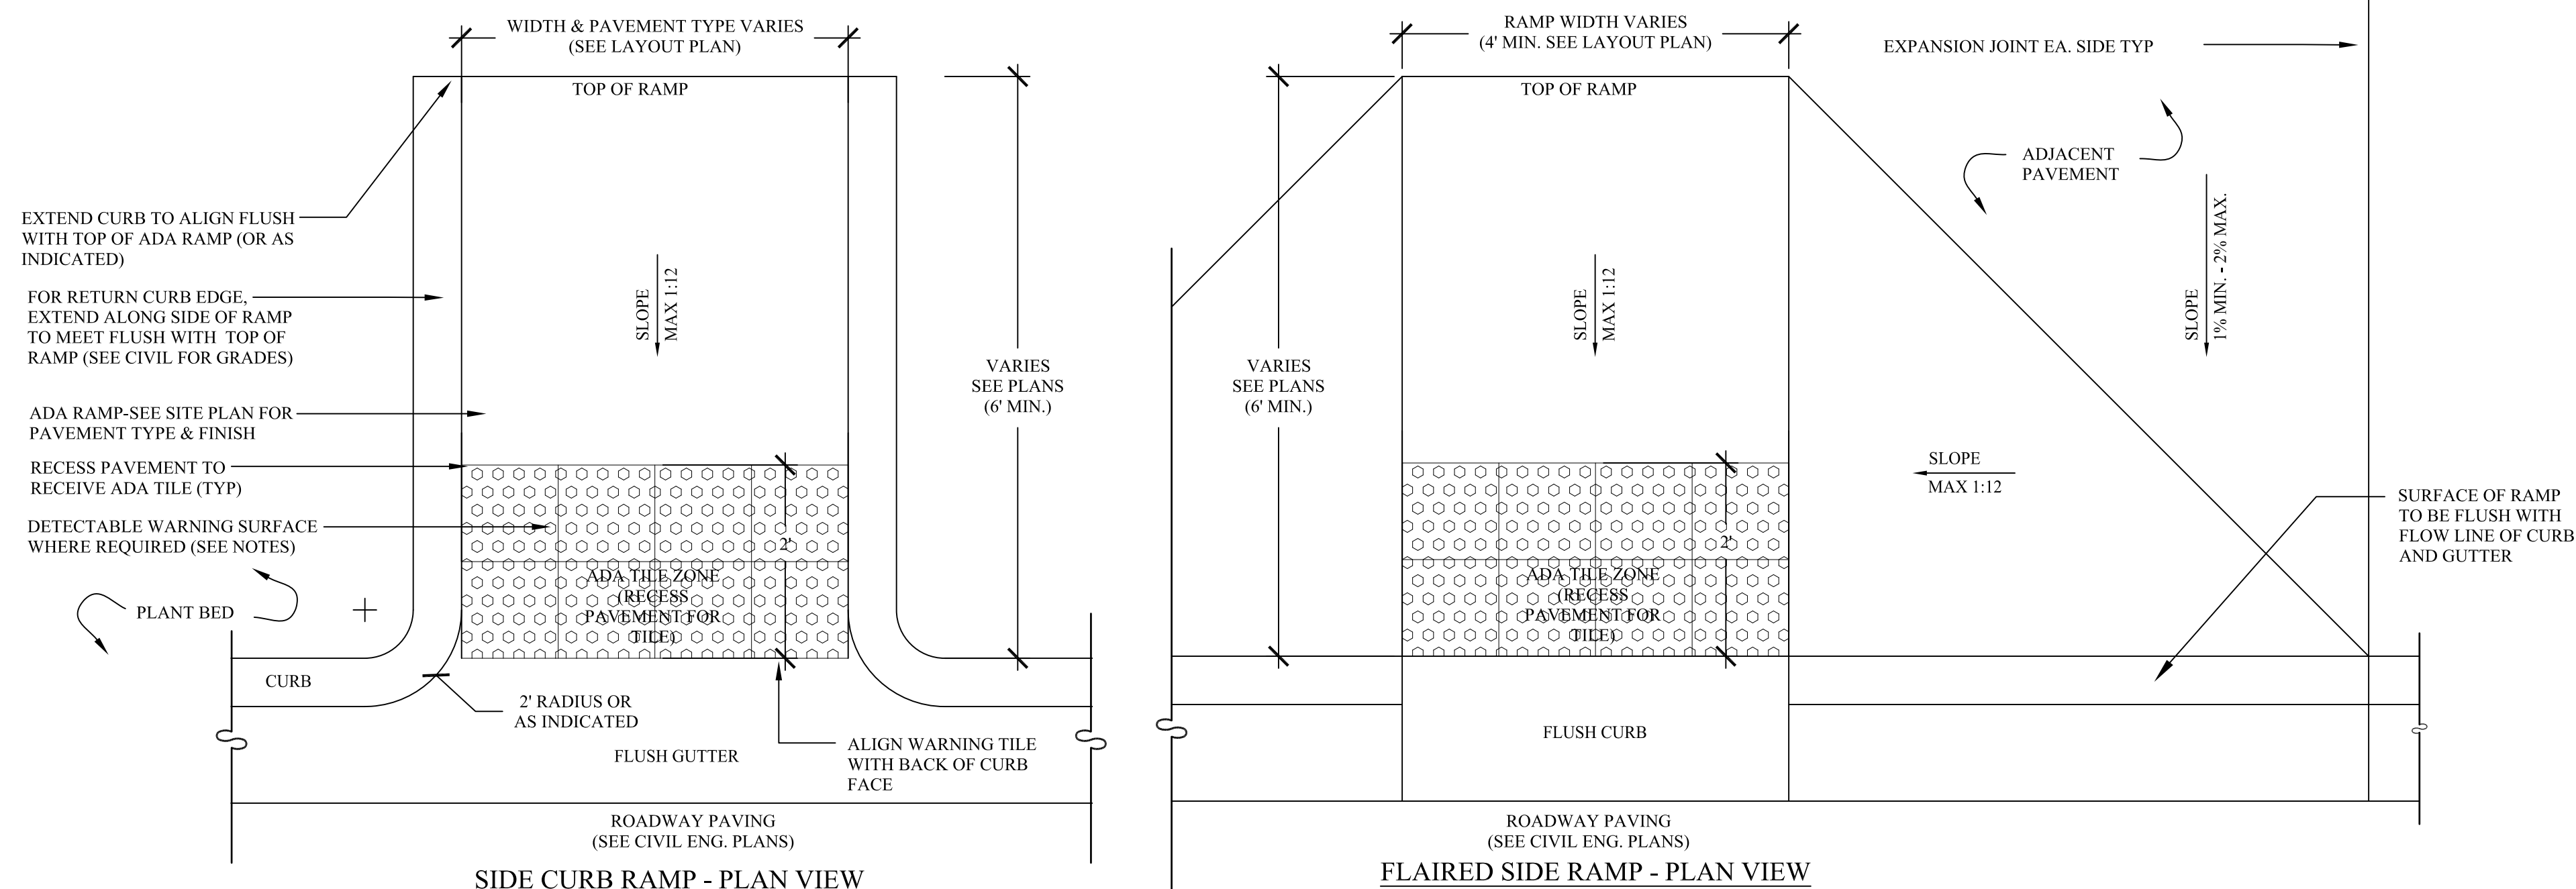 WIDTH & PAVEMENT TYPE VARIES
(SEE LAYOUT PLAN)
TOP OF RAMP
EXTEND CURB TO ALIGN FLUSH
WITH TOP OF ADA RAMP (OR AS
INDICATED)
FOR RETURN CURB EDGE,
EXTEND ALONG SIDE OF RAMP
TO MEET FLUSH WITH TOP OF
RAMP (SEE CIVIL FOR GRADES)
SLOPE
MAX 1:12
VARIES
SEE PLANS
(6' MIN.)
ADA RAMP-SEE SITE PLAN FOR
PAVEMENT TYPE & FINISH
RECESS PAVEMENT TO
RECEIVE ADA TILE (TYP)
DETECTABLE WARNING SURFACE
WHERE REQUIRED (SEE NOTES)
2'
ADA TILE ZONE
(RECESS
PAVEMENT FOR
TILE)
PLANT BED
CURB
2' RADIUS OR
AS INDICATED
FLUSH GUTTER
ALIGN WARNING TILE
WITH BACK OF CURB
FACE
ROADWAY PAVING
(SEE CIVIL ENG. PLANS)
SIDE CURB RAMP - PLAN VIEW
RAMP WIDTH VARIES
(4' MIN. SEE LAYOUT PLAN)
EXPANSION JOINT EA. SIDE TYP
TOP OF RAMP
ADJACENT
PAVEMENT
SLOPE
1% MIN. - 2% MAX.
SLOPE
MAX 1:12
VARIES
SEE PLANS
(6' MIN.)
SLOPE
MAX 1:12
SURFACE OF RAMP
TO BE FLUSH WITH
FLOW LINE OF CURB
AND GUTTER
2'
ADA TILE ZONE
(RECESS
PAVEMENT FOR
TILE)
FLUSH CURB
ROADWAY PAVING
(SEE CIVIL ENG. PLANS)
FLAIRED SIDE RAMP - PLAN VIEW